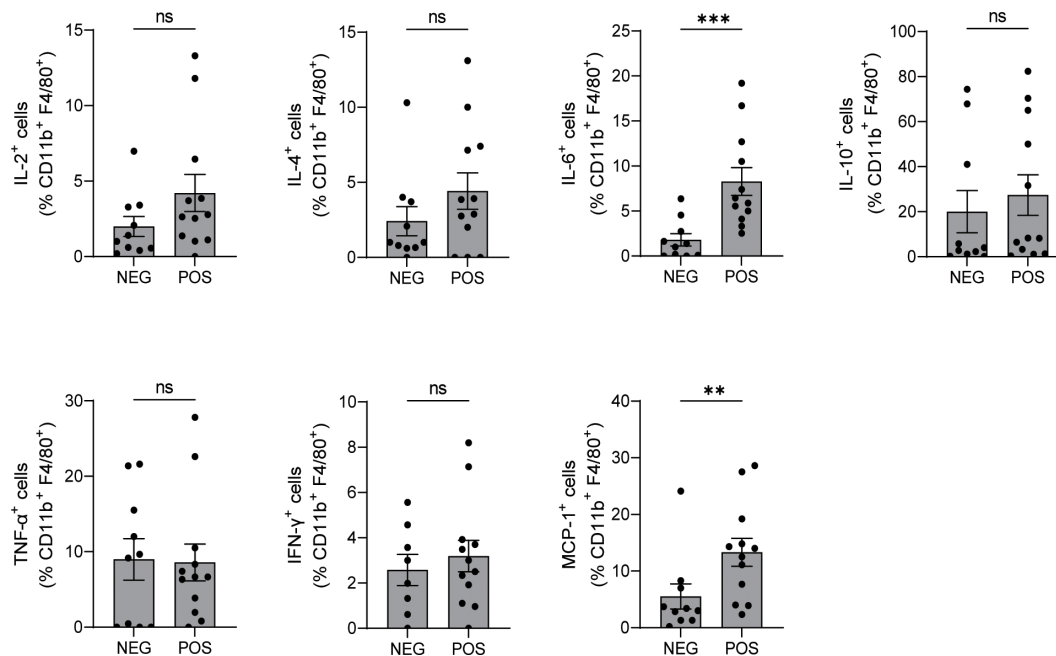 IL-2⁺ cells
(% CD11b⁺ F4/80⁺)
15
10
5
0
ns
NEG
POS
IL-4⁺ cells
(% CD11b⁺ F4/80⁺)
15
10
5
0
ns
NEG
POS
IL-6⁺ cells
(% CD11b⁺ F4/80⁺)
25
20
15
10
5
0
***
NEG
POS
IL-10⁺ cells
(% CD11b⁺ F4/80⁺)
100
80
60
40
20
0
ns
NEG
POS
TNF-α⁺ cells
(% CD11b⁺ F4/80⁺)
30
20
10
0
ns
NEG
POS
IFN-γ⁺ cells
(% CD11b⁺ F4/80⁺)
10
8
6
4
2
0
ns
NEG
POS
MCP-1⁺ cells
(% CD11b⁺ F4/80⁺)
40
30
20
10
0
**
NEG
POS